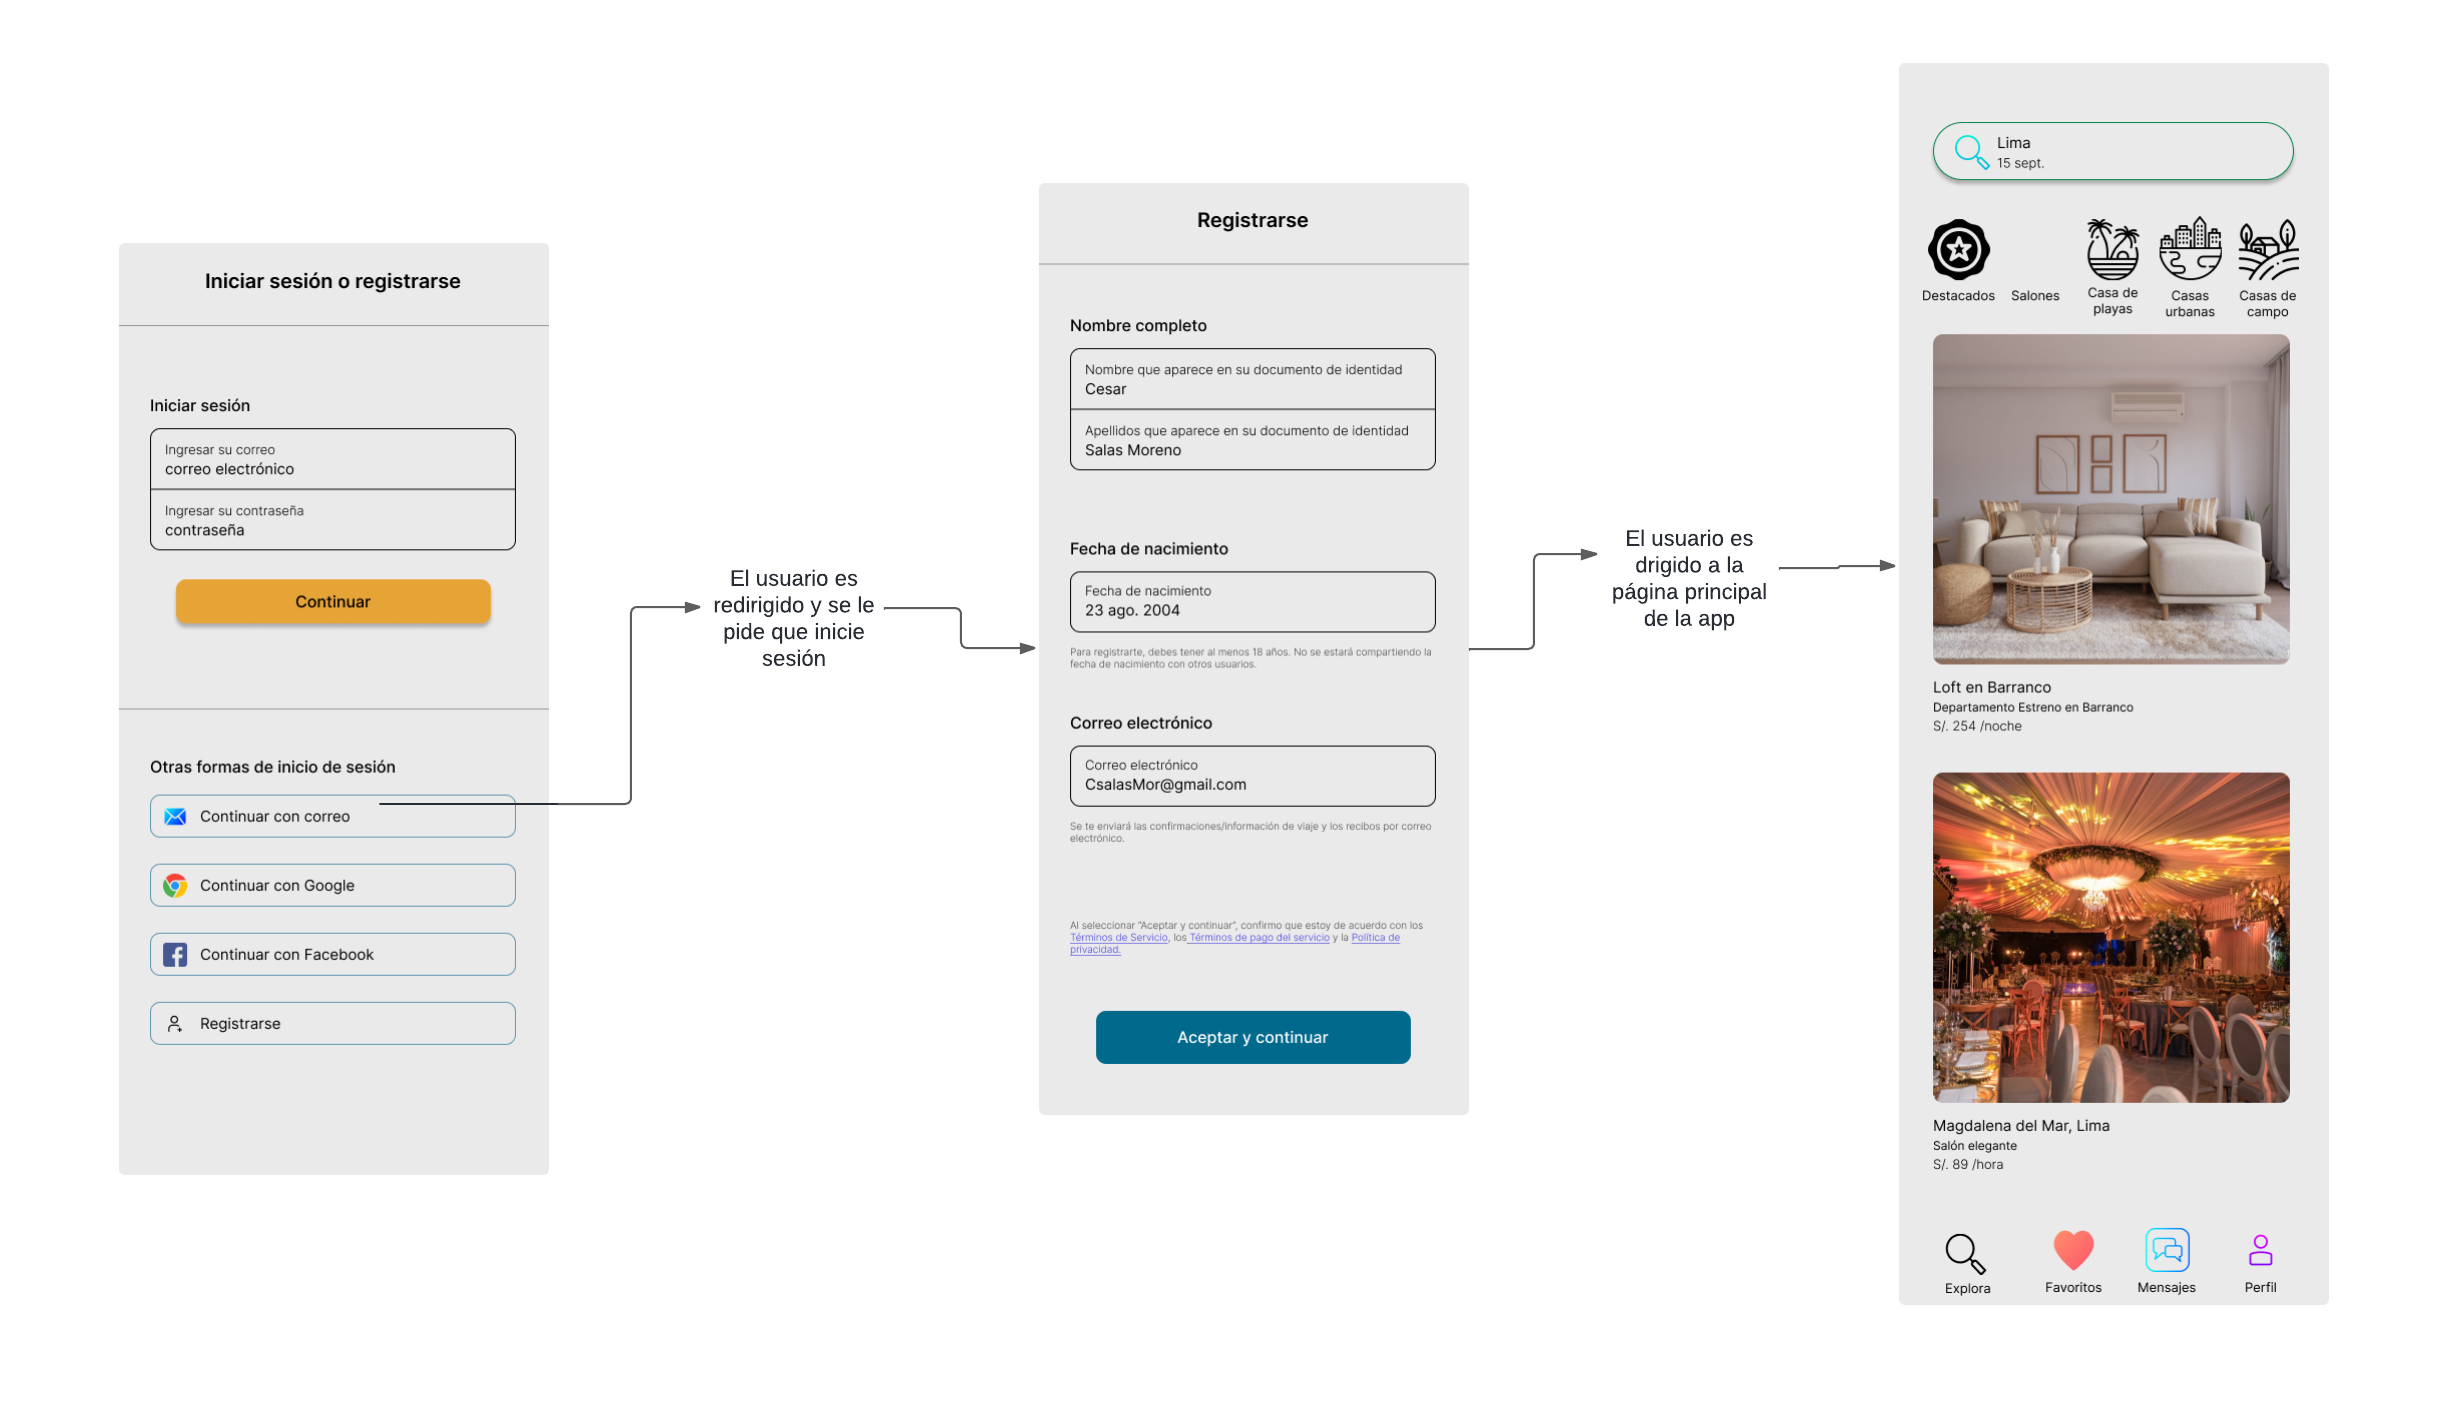 Iniciar sesión o registrarse
Iniciar sesión
Ingresar su correo
correo electrónico
Ingresar su contraseña
contraseña
Continuar
Otras formas de inicio de sesión
Continuar con correo
Continuar con Google
Continuar con Facebook
Registrarse
El usuario es
redirigido y se le
pide que inicie
sesión
Registrarse
Nombre completo
Nombre que aparece en su documento de identidad
Cesar
Apellidos que aparece en su documento de identidad
Salas Moreno
Fecha de nacimiento
Fecha de nacimiento
23 ago. 2004
Para registrarte, debes tener al menos 18 años. No se estará compartiendo la
fecha de nacimiento con otros usuarios.
Correo electrónico
Correo electrónico
CsalasMor@gmail.com
Se te enviará las confirmaciones/información de viaje y los recibos por correo
electrónico.
Al seleccionar "Aceptar y continuar", confirmo que estoy de acuerdo con los
Términos de Servicio, los Términos de pago del servicio y la Política de
privacidad.
Aceptar y continuar
El usuario es
drigido a la
página principal
de la app
Lima
15 sept.
Destacados
Salones
Casa de
playas
Casas
urbanas
Casas de
campo
Loft en Barranco
Departamento Estreno en Barranco
S/. 254 /noche
Magdalena del Mar, Lima
Salón elegante
S/. 89 /hora
Explora
Favoritos
Mensajes
Perfil